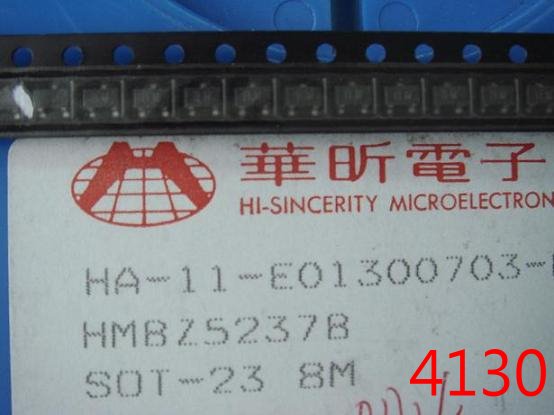 華昕電子
HI-SINCERITY MICROELECTRON
HA-11-E01300703-
HMBZ5237B
SOT-23 8M
4130